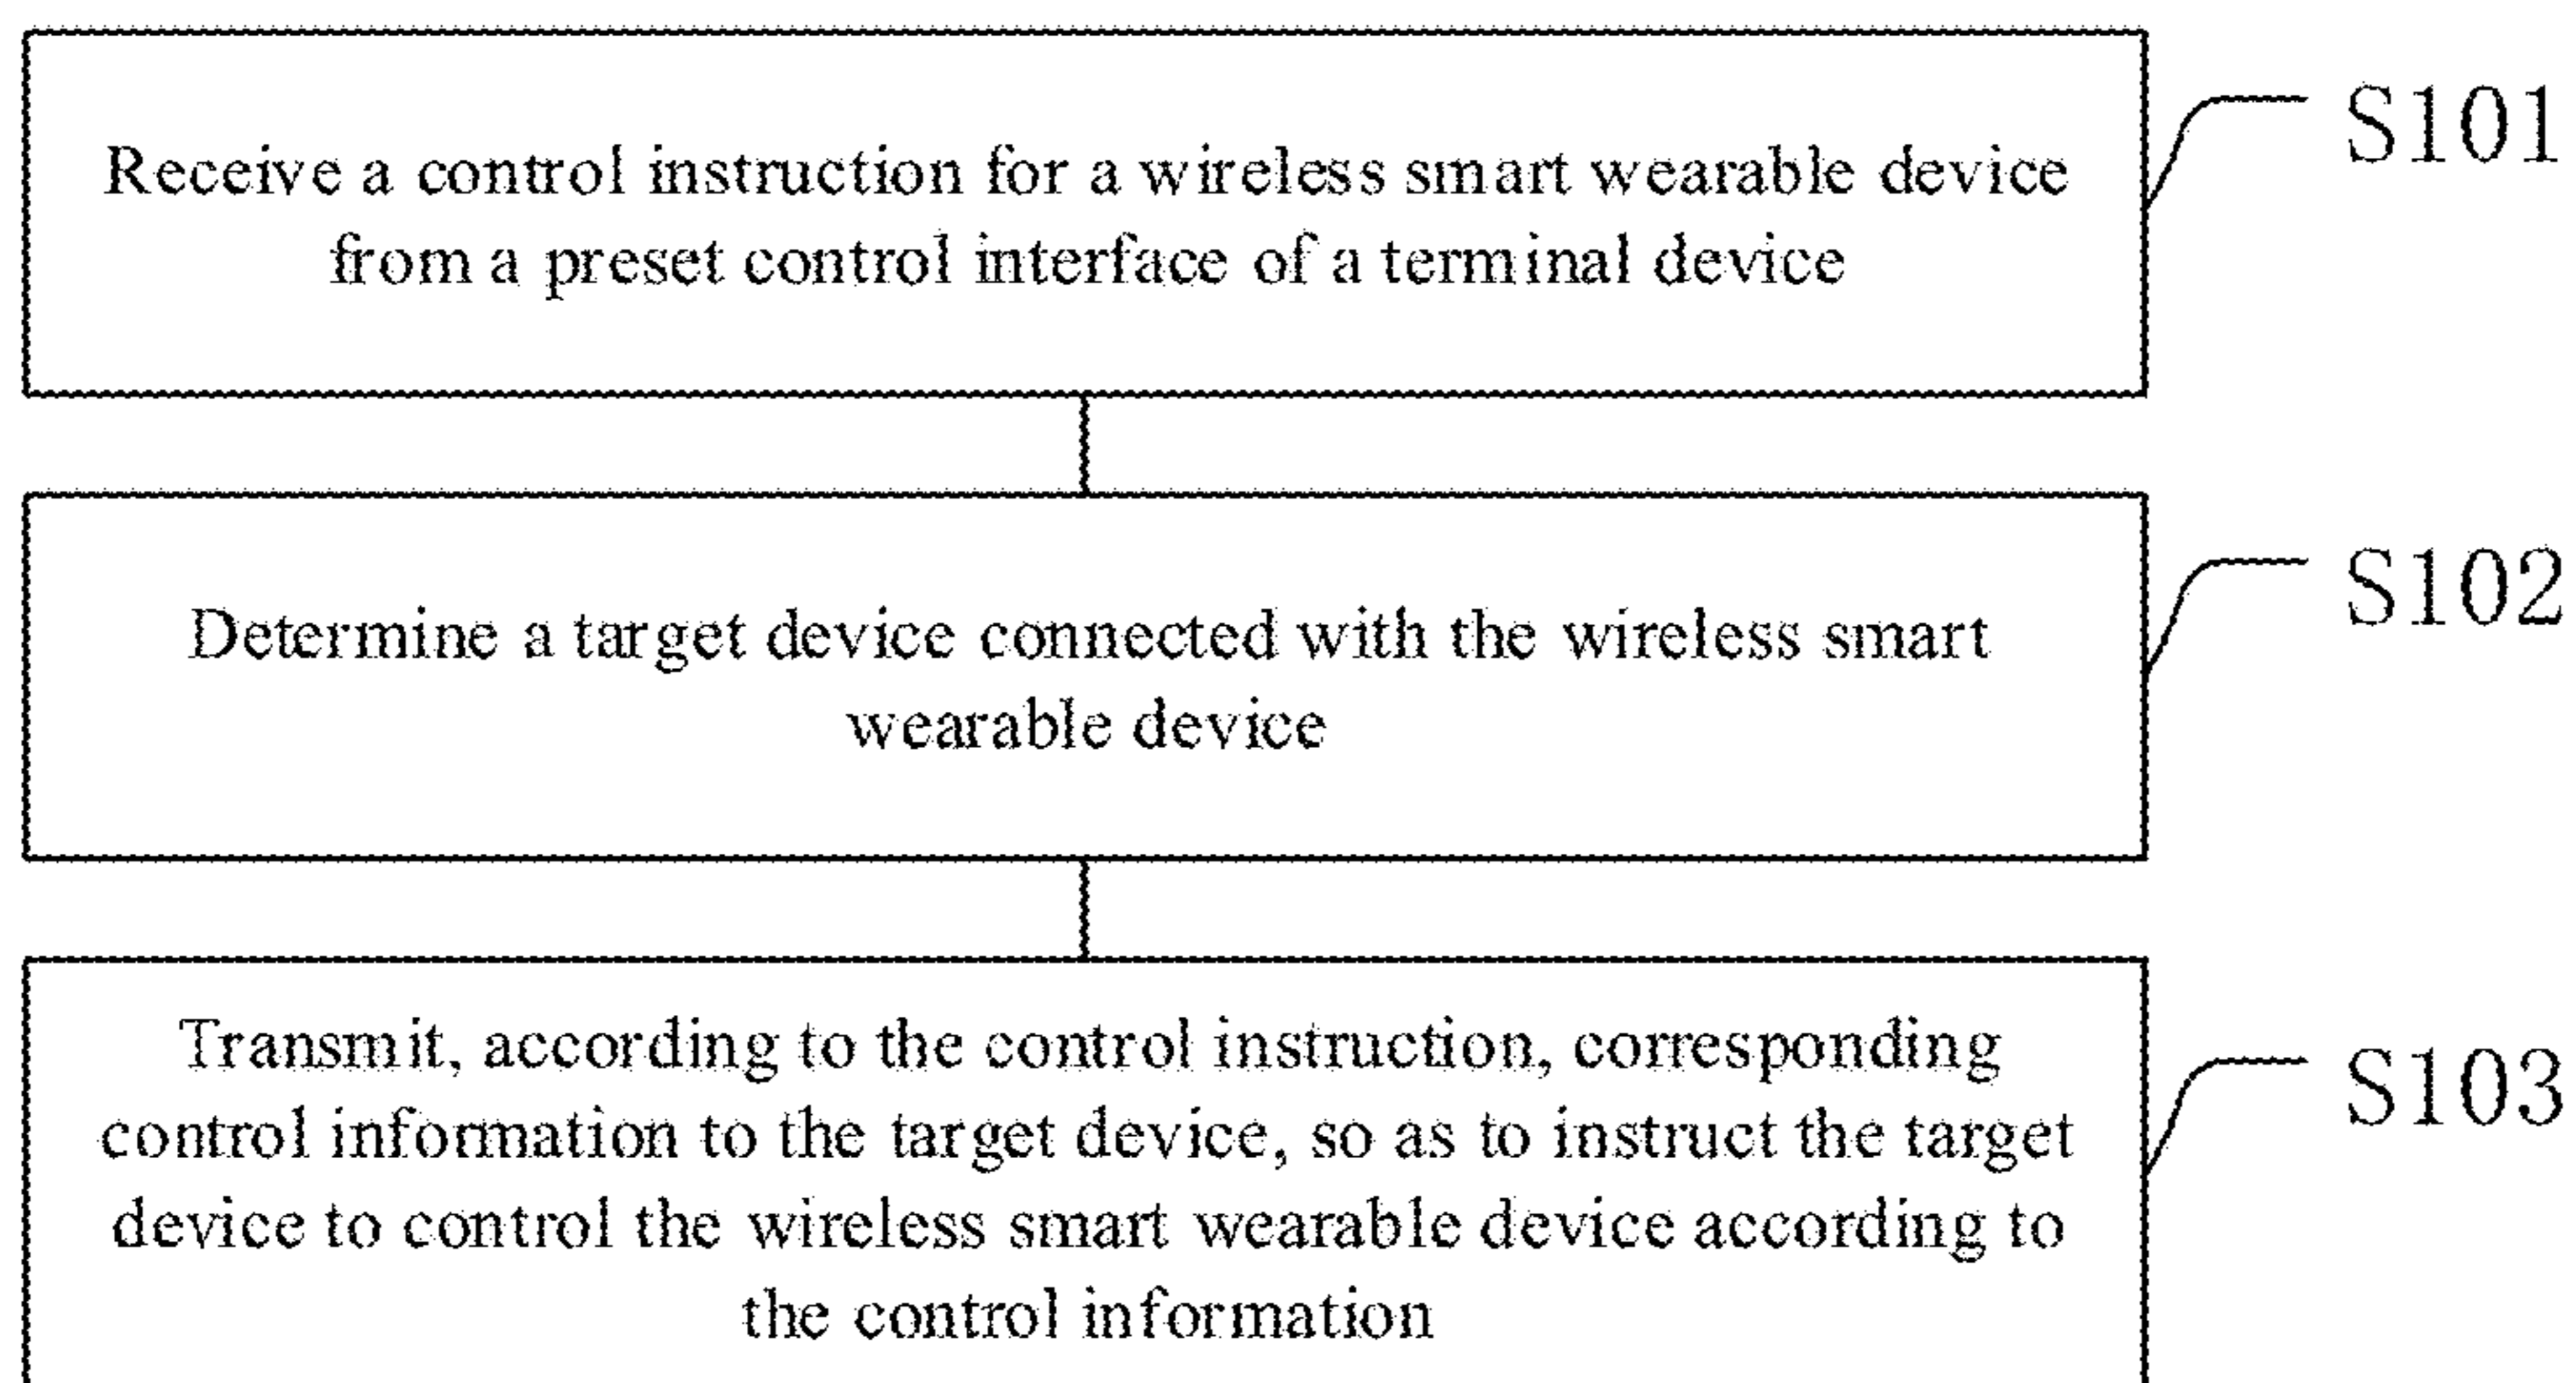 Receive a control instruction for a wireless smart wearable device
from a preset control interface of a terminal device
S101
Determine a target device connected with the wireless smart
wearable device
S102
Transmit, according to the control instruction, corresponding
control information to the target device, so as to instruct the target
device to control the wireless smart wearable device according to
the control information
S103